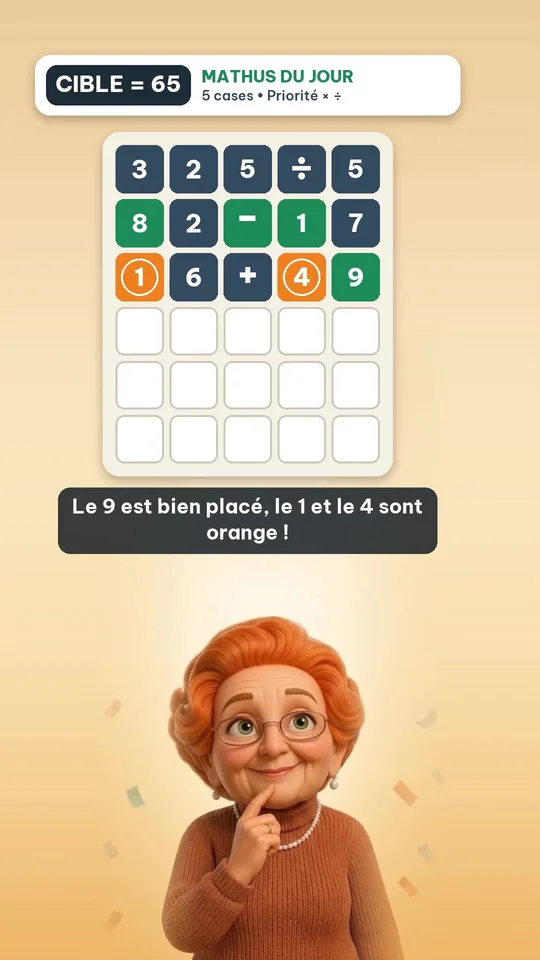 CIBLE = 65
MATHUS DU JOUR
5 cases • Priorité × ÷
3 2 5 ÷ 5
8 2 - 1 7
1 6 + 4 9
Le 9 est bien placé, le 1 et le 4 sont
orange !